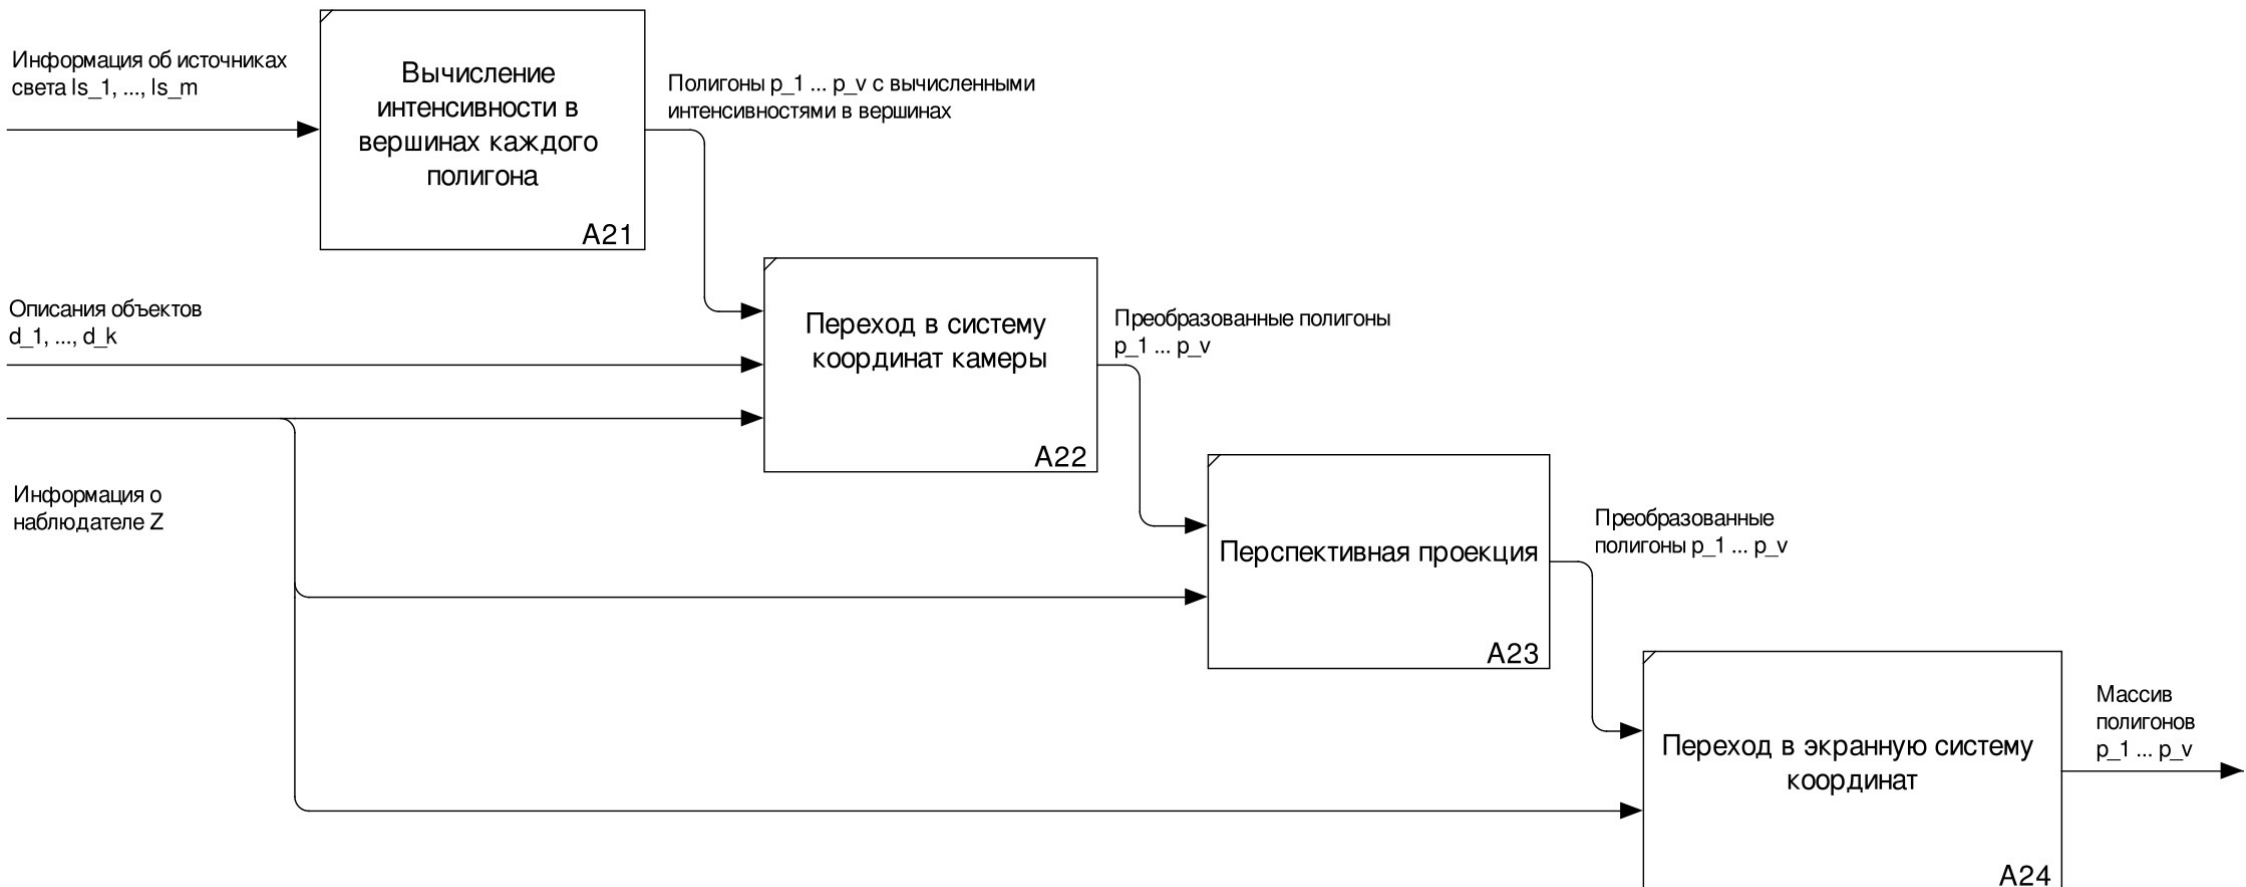 Информация об источниках
света ls_1, ..., ls_m
Вычисление
интенсивности в
вершинах каждого
полигона
A21
Полигоны p_1 ... p_v с вычисленными
интенсивностями в вершинах
Описания объектов
d_1, ..., d_k
Переход в систему
координат камеры
A22
Преобразованные полигоны
p_1 ... p_v
Информация о
наблюдателе Z
Перспективная проекция
A23
Преобразованные
полигоны p_1 ... p_v
Переход в экранную систему
координат
A24
Массив
полигонов
p_1 ... p_v